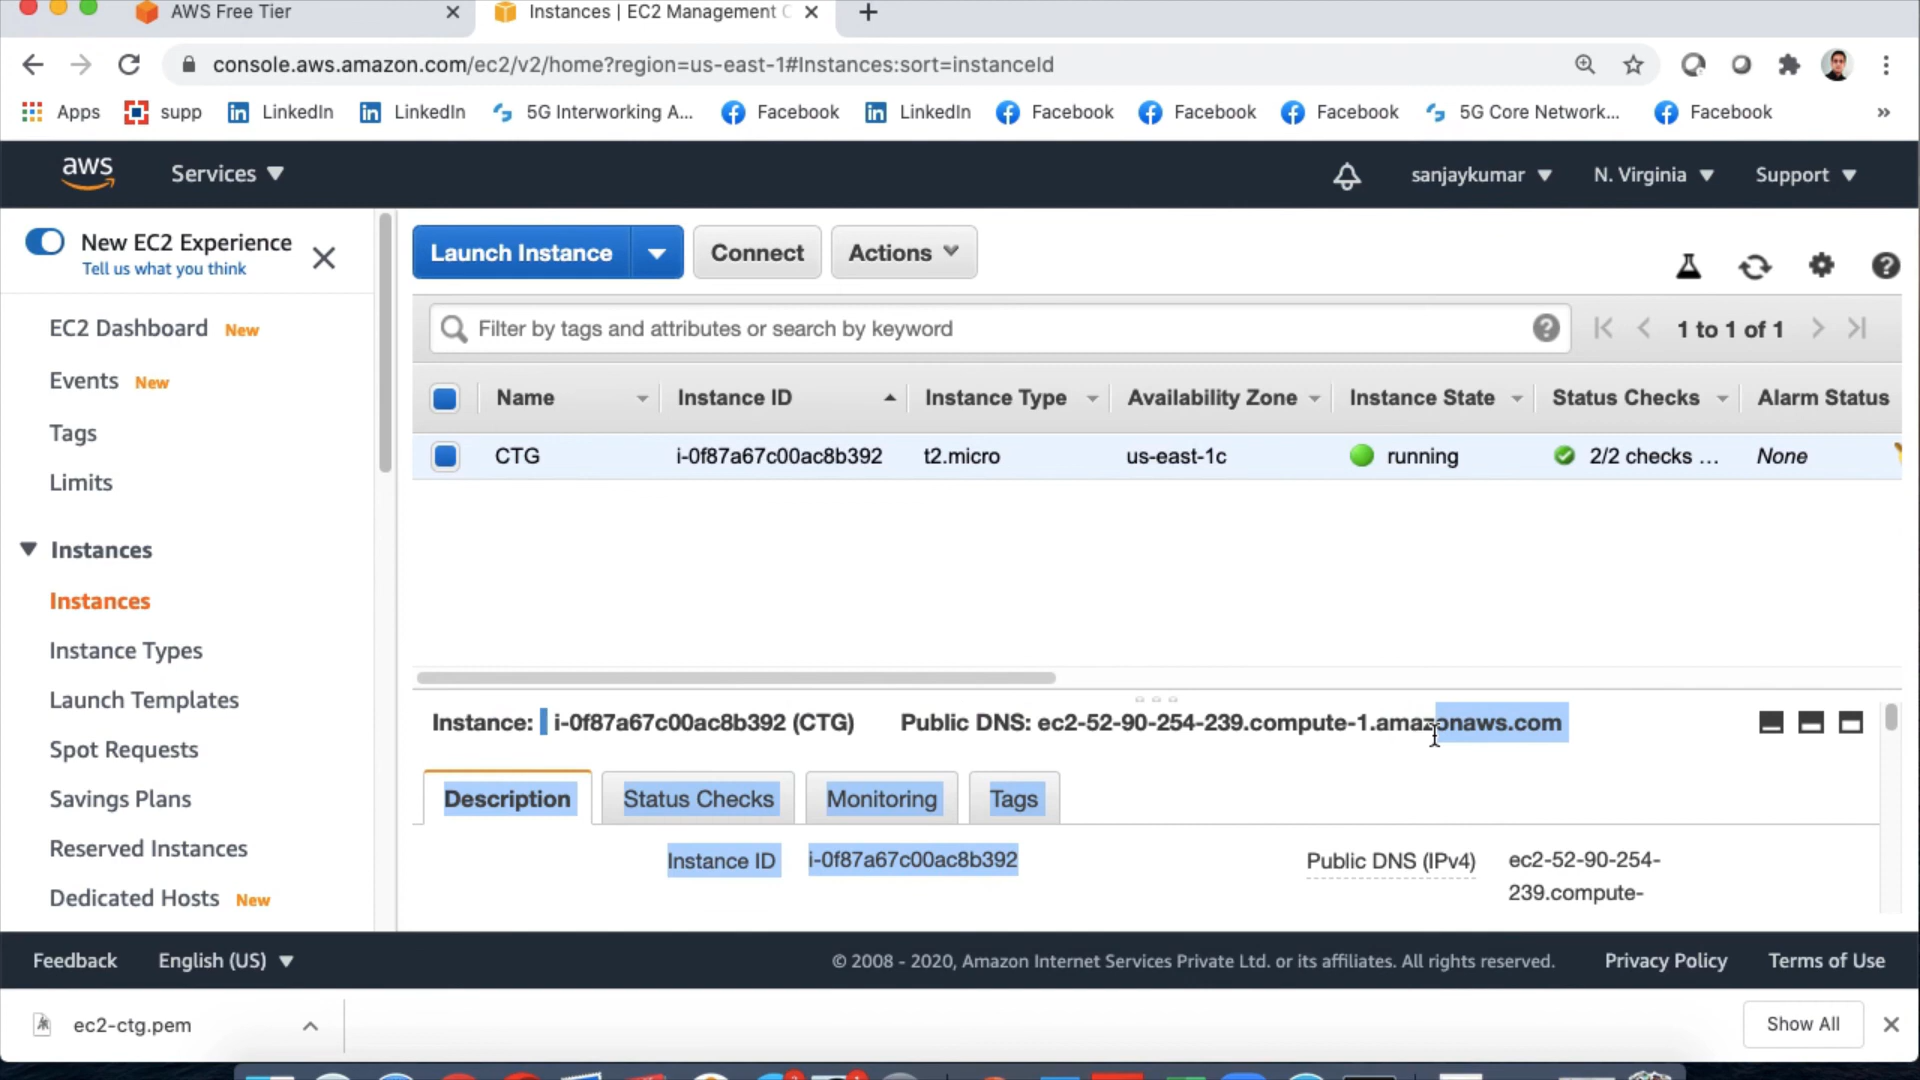 AWS Free Tier
Instances | EC2 Management C
console.aws.amazon.com/ec2/v2/home?region=us-east-1#Instances:sort=instanceId
Apps supp LinkedIn LinkedIn 5G Interworking A... Facebook LinkedIn Facebook Facebook Facebook 5G Core Network... Facebook »
aws Services sanjaykumar N. Virginia Support
New EC2 Experience
Tell us what you think
EC2 Dashboard New
Events New
Tags
Limits
Instances
Instances
Instance Types
Launch Templates
Spot Requests
Savings Plans
Reserved Instances
Dedicated Hosts New
Launch Instance Connect Actions
Filter by tags and attributes or search by keyword
1 to 1 of 1
Name Instance ID Instance Type Availability Zone Instance State Status Checks Alarm Status
CTG i-0f87a67c00ac8b392 t2.micro us-east-1c running 2/2 checks ... None
Instance: i-0f87a67c00ac8b392 (CTG) Public DNS: ec2-52-90-254-239.compute-1.amazonaws.com
Description Status Checks Monitoring Tags
Instance ID i-0f87a67c00ac8b392
Public DNS (IPv4) ec2-52-90-254-
239.compute-
Feedback English (US) © 2008 - 2020, Amazon Internet Services Private Ltd. or its affiliates. All rights reserved. Privacy Policy Terms of Use
ec2-ctg.pem Show All